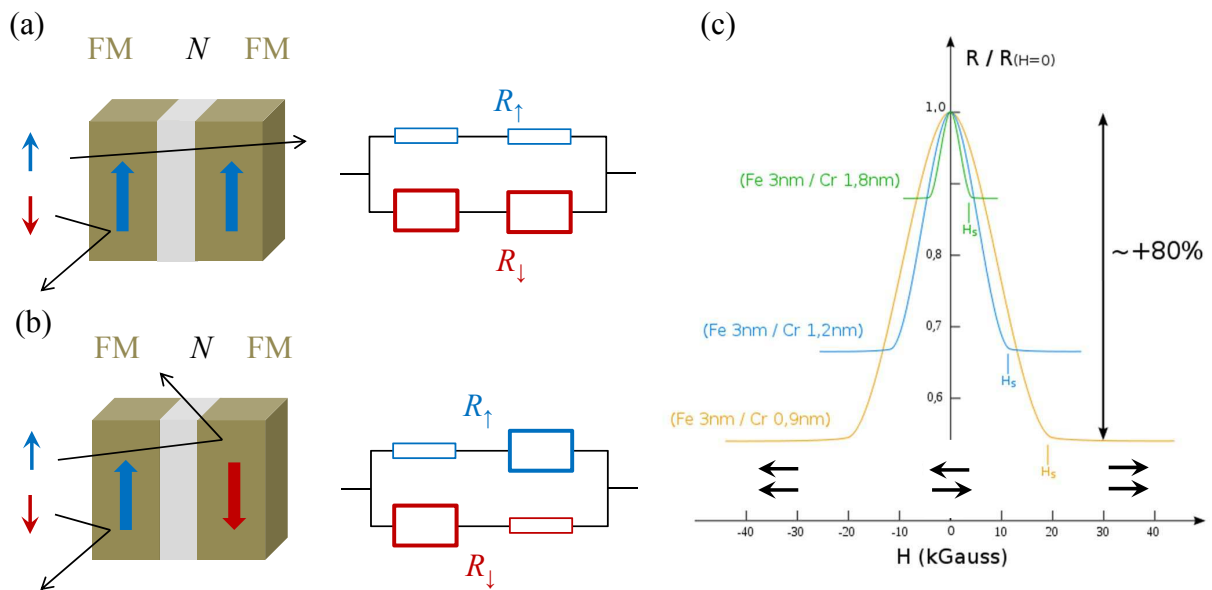 (a)
FM N FM
R↑
R↓
(b)
FM N FM
R↑
R↓
(c)
R / R(H=0)
1,0
(Fe 3nm / Cr 1,8nm)
Hs
0,8
~+80%
(Fe 3nm / Cr 1,2nm)
0,7
Hs
0,6
(Fe 3nm / Cr 0,9nm)
Hs
-40 -30 -20 -10 0 10 20 30 40
H (kGauss)